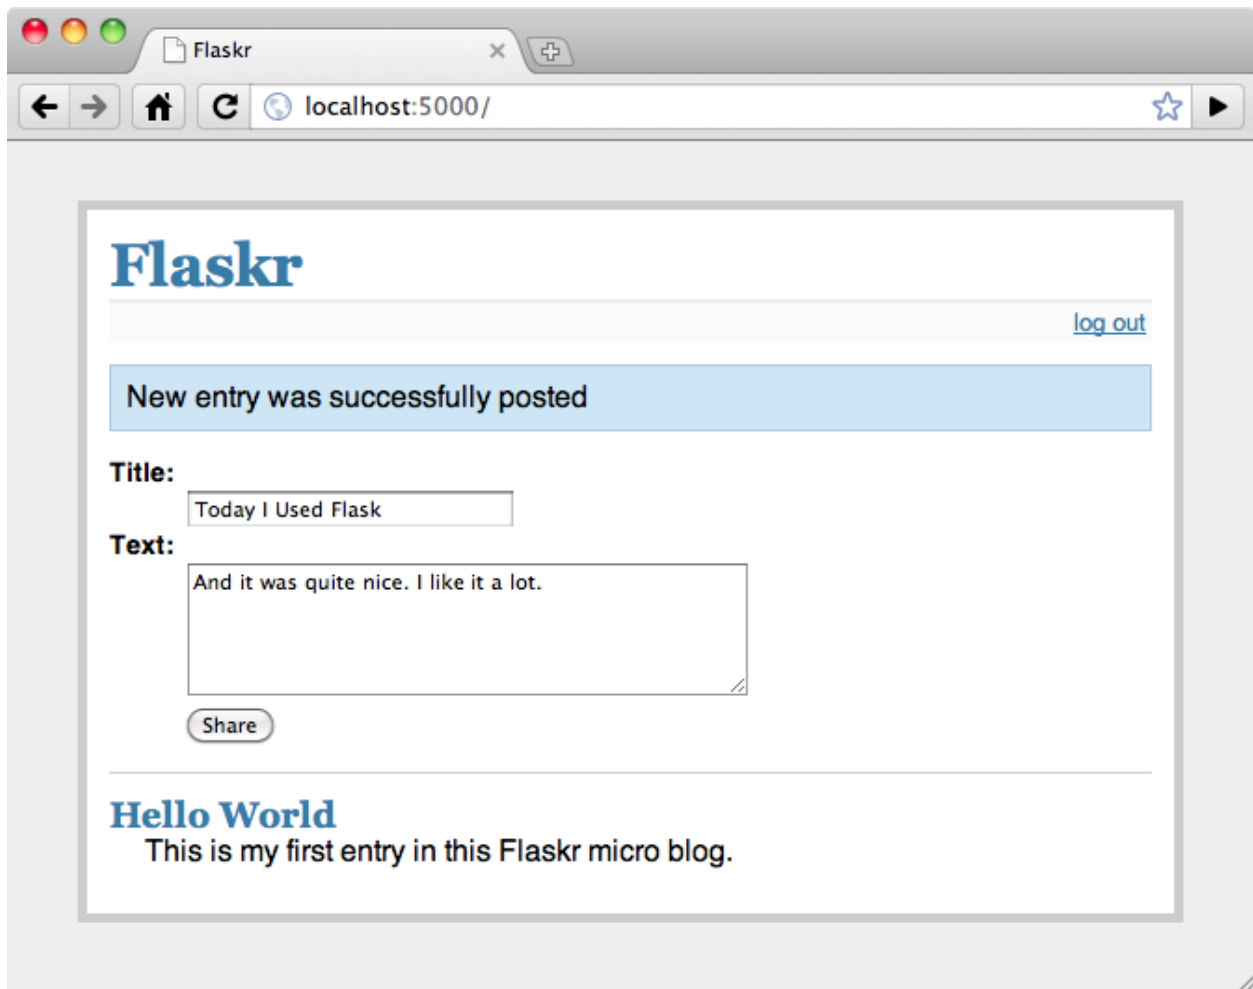 Flaskr
localhost:5000/
Flaskr
log out
New entry was successfully posted
Title:
Today I Used Flask
Text:
And it was quite nice. I like it a lot.
Share
Hello World
This is my first entry in this Flaskr micro blog.